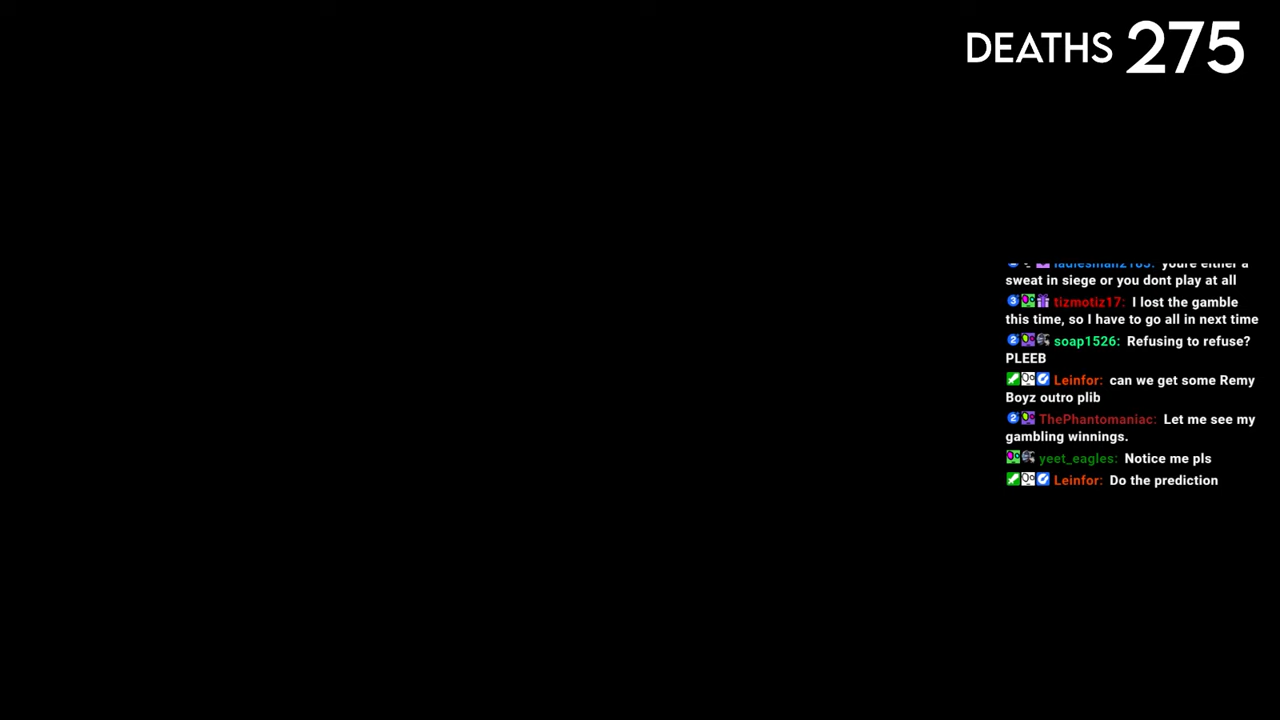 DEATHS 275
youre either a
sweat in siege or you dont play at all
tizmotiz17: I lost the gamble
this time, so I have to go all in next time
soap1526: Refusing to refuse?
PLEEB
Leinfor: can we get some Remy
Boyz outro plib
ThePhantomaniac: Let me see my
gambling winnings.
yeet_eagles: Notice me pls
Leinfor: Do the prediction